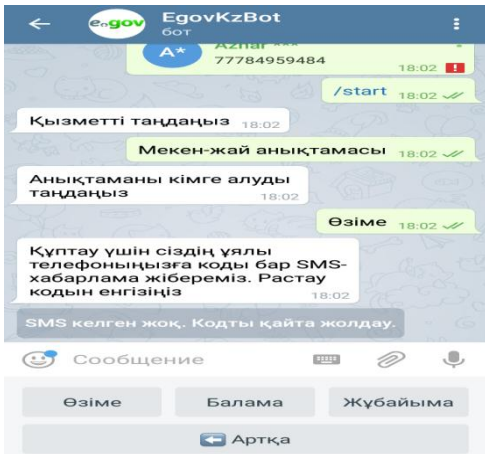 e-gov
EgovKzBot
бот
A*
Azhar ***
77784959484
18:02
/start 18:02
Қызметті таңдаңыз 18:02
Мекен-жай анықтамасы 18:02
Анықтаманы кімге алуды
таңдаңыз 18:02
Өзіме 18:02
Құптау үшін сіздің ұялы
телефоныңызға коды бар SMS-
хабарлама жібереміз. Растау
кодын енгізіңіз 18:02
SMS келген жоқ. Кодты қайта жолдау.
Сообщение
Өзіме Балама Жұбайыма
Артқа